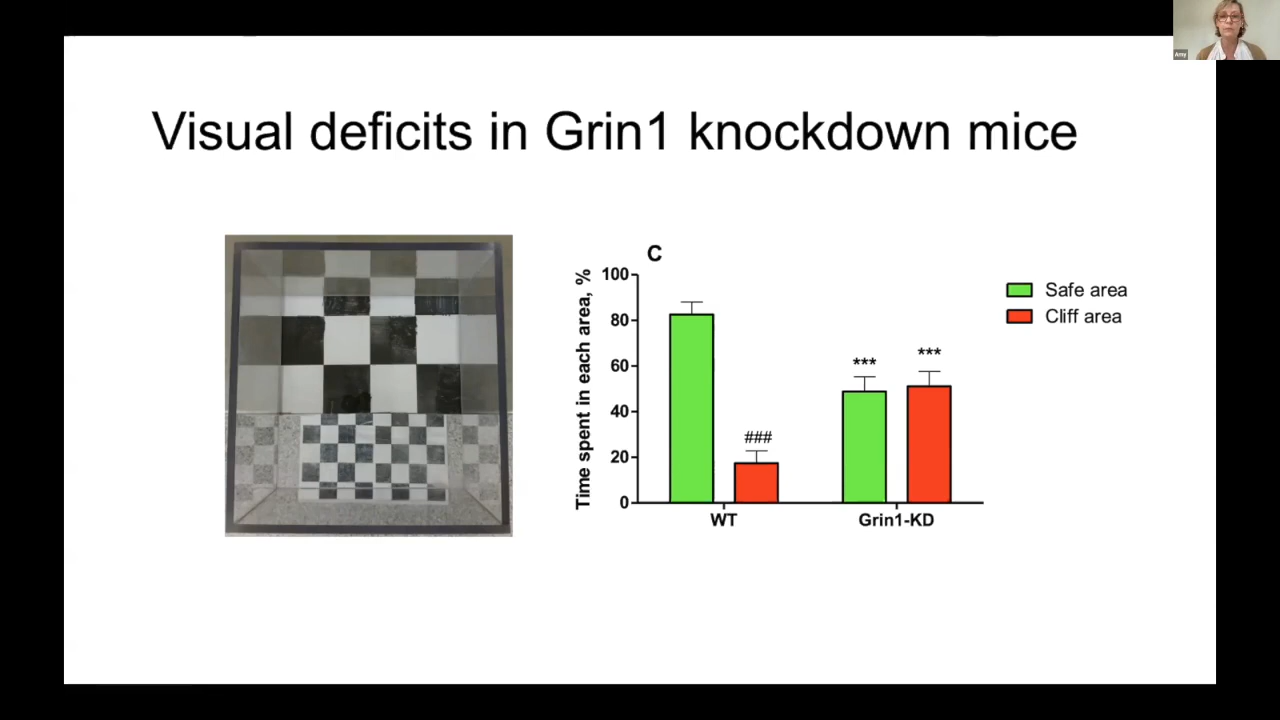 Amy
Visual deficits in Grin1 knockdown mice
C
Time spent in each area, %
100
80
60
40
20
0
***
***
###
WT
Grin1-KD
Safe area
Cliff area